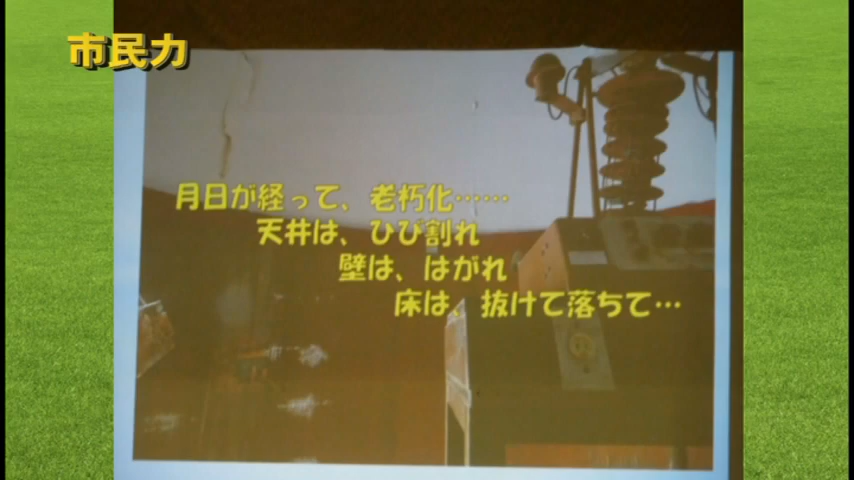 市民力
月日が経って、老朽化……
天井は、ひび割れ
壁は、はがれ
床は、抜けて落ちて…